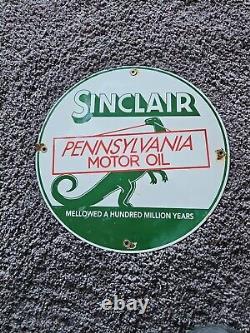 SINCLAIR
PENNSYLVANIA
MOTOR OIL
MELLOWED A HUNDRED MILLION YEARS